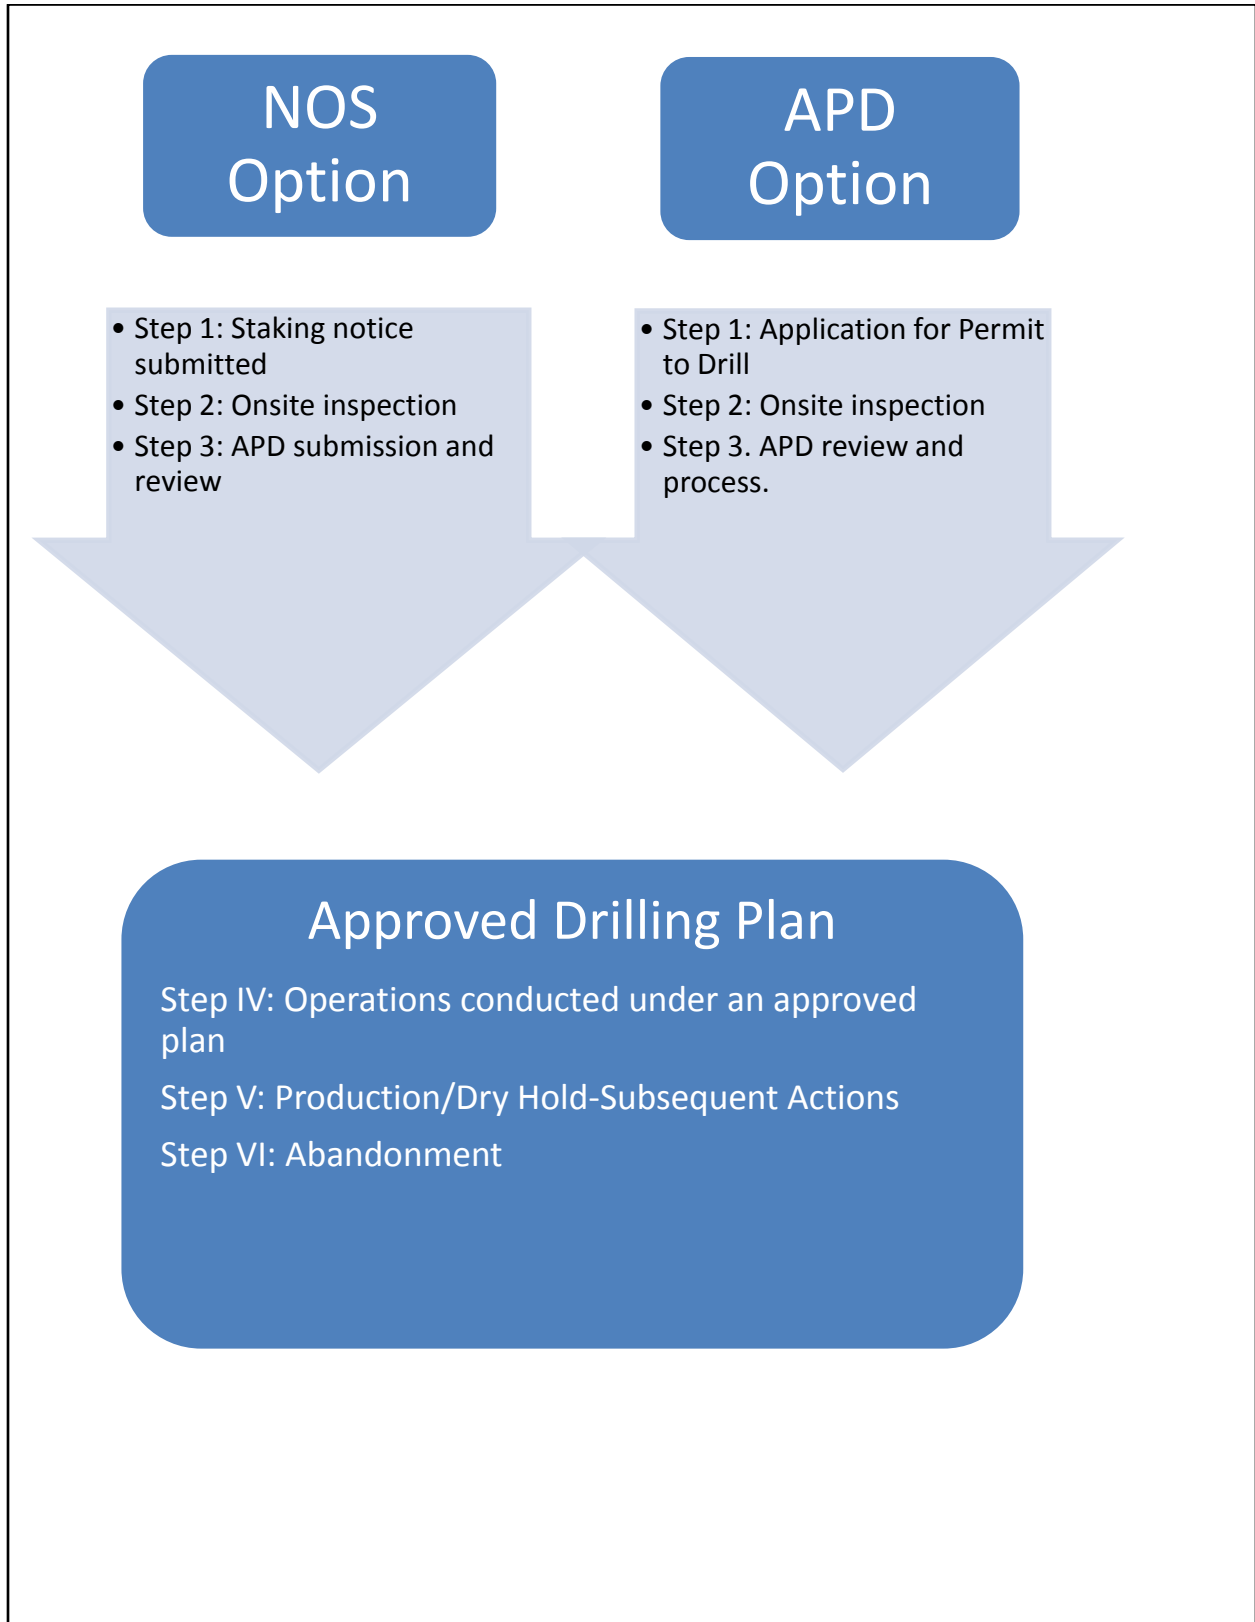 NOS
Option
• Step 1: Staking notice
submitted
• Step 2: Onsite inspection
• Step 3: APD submission and
review
APD
Option
• Step 1: Application for Permit
to Drill
• Step 2: Onsite inspection
• Step 3. APD review and
process.
Approved Drilling Plan
Step IV: Operations conducted under an approved
plan
Step V: Production/Dry Hold-Subsequent Actions
Step VI: Abandonment